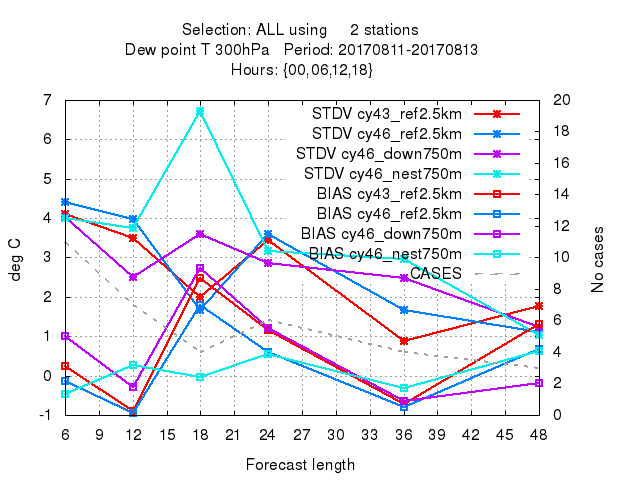 Selection: ALL using 2 stations
Dew point T 300hPa Period: 20170811-20170813
Hours: {00,06,12,18}
STDV cy43_ref2.5km
STDV cy46_ref2.5km
STDV cy46_down750m
STDV cy46_nest750m
BIAS cy43_ref2.5km
BIAS cy46_ref2.5km
BIAS cy46_down750m
BIAS cy46_nest750m
CASES
7
6
5
4
3
2
1
0
-1
deg C
20
18
16
14
12
10
8
6
4
2
0
No cases
6 9 12 15 18 21 24 27 30 33 36 39 42 45 48
Forecast length